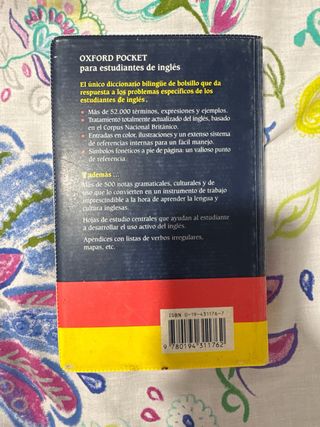 OXFORD POCKET
para estudiantes de inglés
El único diccionario bilingüe de bolsillo que da
respuesta a los problemas específicos de los
estudiantes de inglés.
• Más de 52.000 términos, expresiones y ejemplos.
• Tratamiento totalmente actualizado del inglés, basado
en el Corpus Nacional Británico.
• Entradas en color, ilustraciones y un extenso sistema
de referencias internas para un fácil manejo.
• Símbolos fonéticos a pie de página: un valioso punto
de referencia.
Y además ...
Más de 500 notas gramaticales, culturales y de
uso que lo convierten en un instrumento de trabajo
imprescindible a la hora de aprender la lengua y
cultura inglesas.
Hojas de estudio centrales que ayudan al estudiante
a desarrollar el uso activo del inglés.
Apéndices con listas de verbos irregulares,
mapas, etc.
ISBN 0-19-431176-7
9 780194 311762